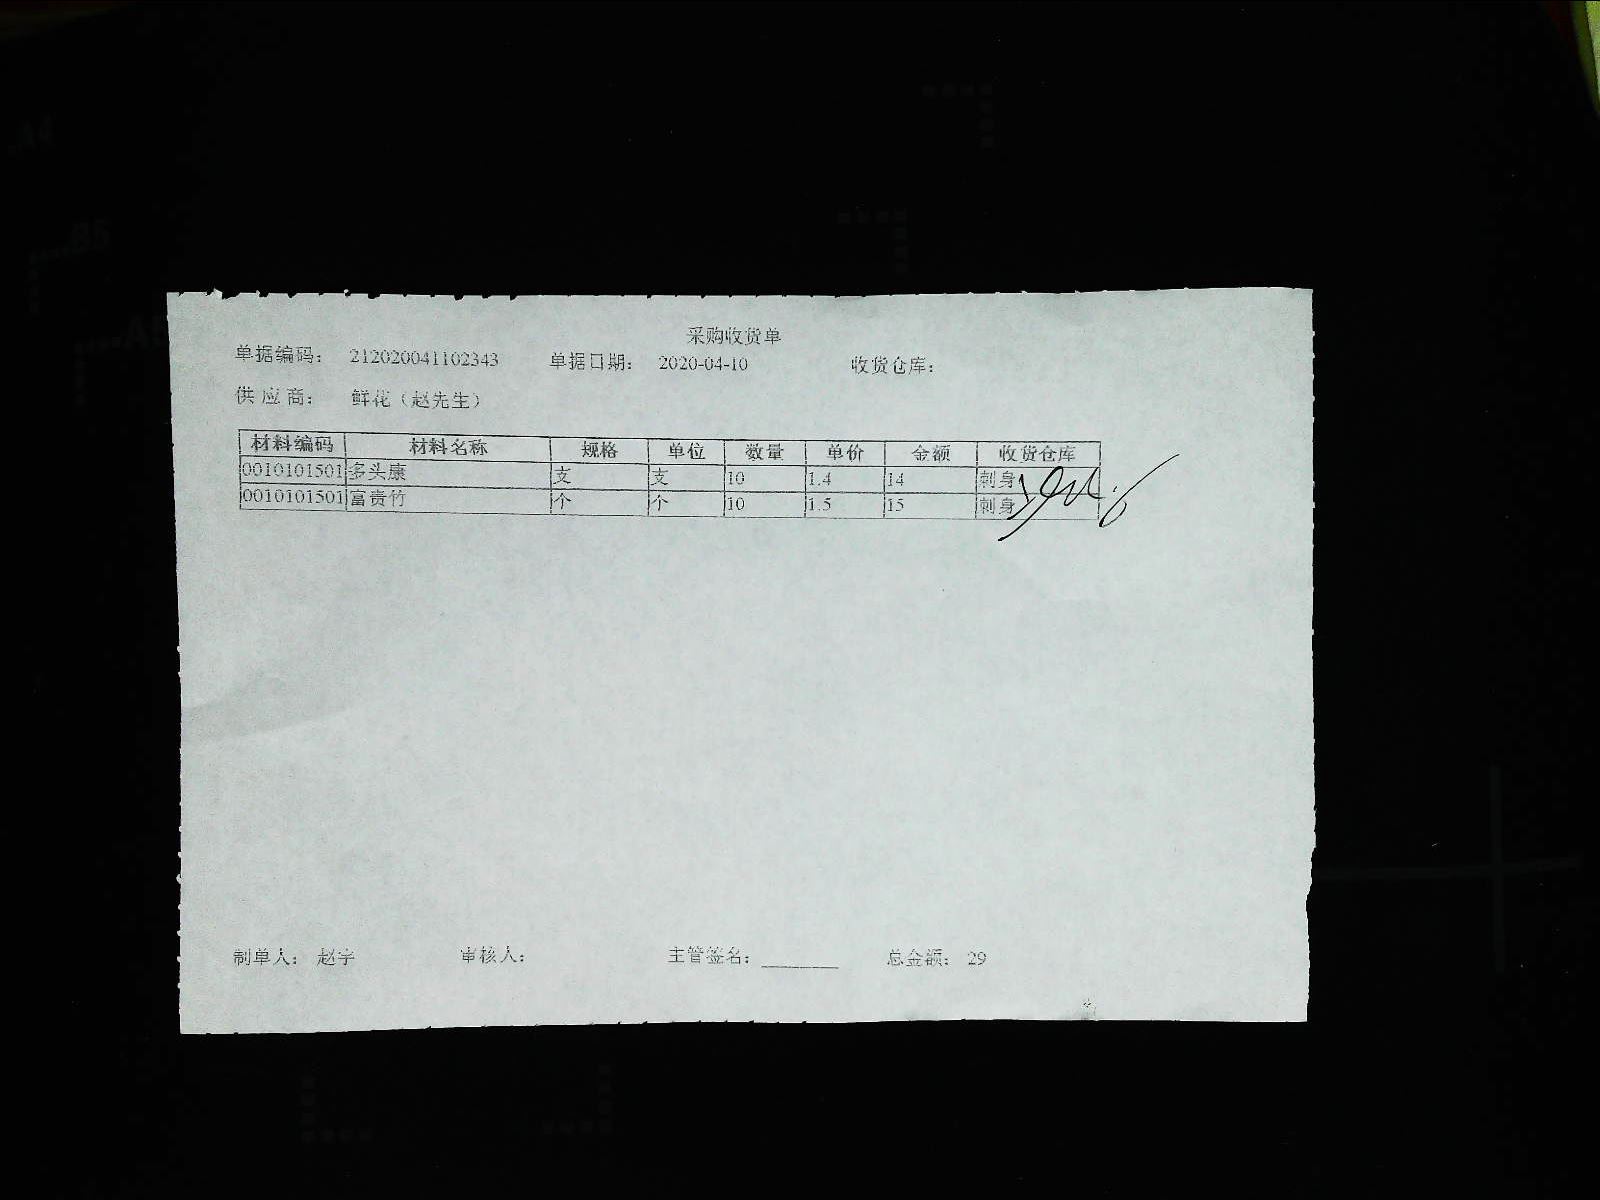 采购收货单
单据编码： 212020041102343 单据日期： 2020-04-10 收货仓库：
供应商： 鲜花（赵先生）
材料编码 材料名称 规格 单位 数量 单价 金额 收货仓库
0010101501 多头康 支 支 10 1.4 14 刺身
0010101501 富贵竹 个 个 10 1.5 15 刺身
制单人： 赵宇 审核人： 主管签名： 总金额： 29